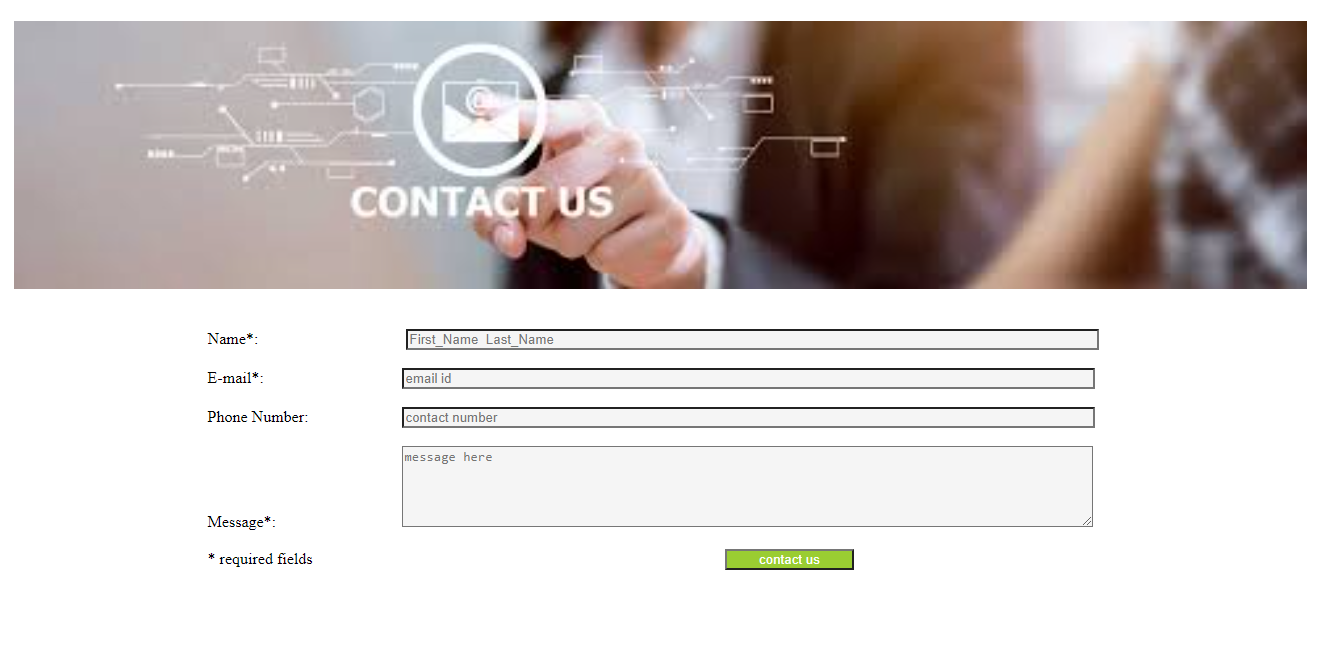 @
CONTACT US
Name*: First_Name Last_Name
E-mail*: email id
Phone Number: contact number
message here
Message*:
* required fields contact us